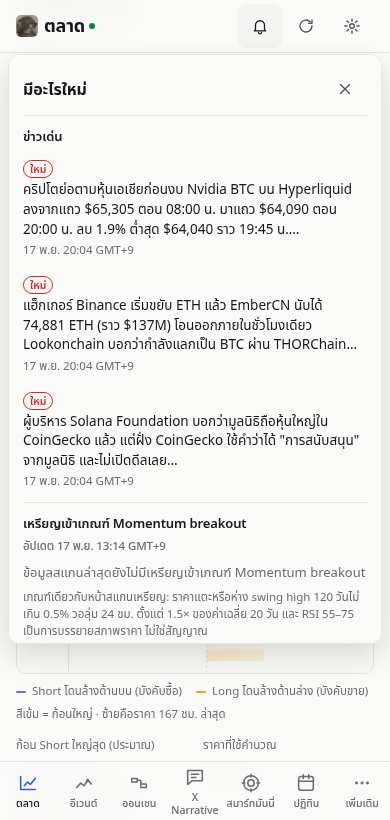 ตลาด
มีอะไรใหม่
ข่าวเด่น
ใหม่
คริปโตย่อตามหุ้นเอเชียก่อนงบ Nvidia BTC บน Hyperliquid
ลงจากแถว $65,305 ตอน 08:00 น. มาแถว $64,090 ตอน
20:00 น. ลบ 1.9% ต่ำสุด $64,040 ราว 19:45 น....
17 พ.ย. 20:04 GMT+9
ใหม่
แฮ็กเกอร์ Binance เริ่มขยับ ETH แล้ว EmberCN นับได้
74,881 ETH (ราว $137M) โอนออกภายในชั่วโมงเดียว
Lookonchain บอกว่ากำลังแลกเป็น BTC ผ่าน THORChain...
17 พ.ย. 20:04 GMT+9
ใหม่
ผู้บริหาร Solana Foundation บอกว่ามูลนิธิถือหุ้นใหญ่ใน
CoinGecko แล้ว แต่ฝั่ง CoinGecko ใช้คำว่าได้ "การสนับสนุน"
จากมูลนิธิ และไม่เปิดดีลเลย...
17 พ.ย. 20:04 GMT+9
เหรียญเข้าเกณฑ์ Momentum breakout
อัปเดต 17 พ.ย. 13:14 GMT+9
ข้อมูลสแกนล่าสุดยังไม่มีเหรียญเข้าเกณฑ์ Momentum breakout
เกณฑ์เดียวกับหน้าสแกนเหรียญ: ราคาแตะหรือห่าง swing high 120 วันไม่
เกิน 0.5% วอลุ่ม 24 ชม. ตั้งแต่ 1.5× ของค่าเฉลี่ย 20 วัน และ RSI 55–75
เป็นการบรรยายสภาพราคา ไม่ใช่สัญญาณ
Short โดนล้างด้านบน (บังคับซื้อ) Long โดนล้างด้านล่าง (บังคับขาย)
สีเข้ม = ก้อนใหญ่ · ซ้ายคือราคา 167 ชม. ล่าสุด
ก้อน Short ใหญ่สุด (ประมาณ) ราคาที่ใช้คำนวณ
ตลาด อีเวนต์ ออนเชน X Narrative สมาร์ทมันนี่ ปฏิทิน เพิ่มเติม